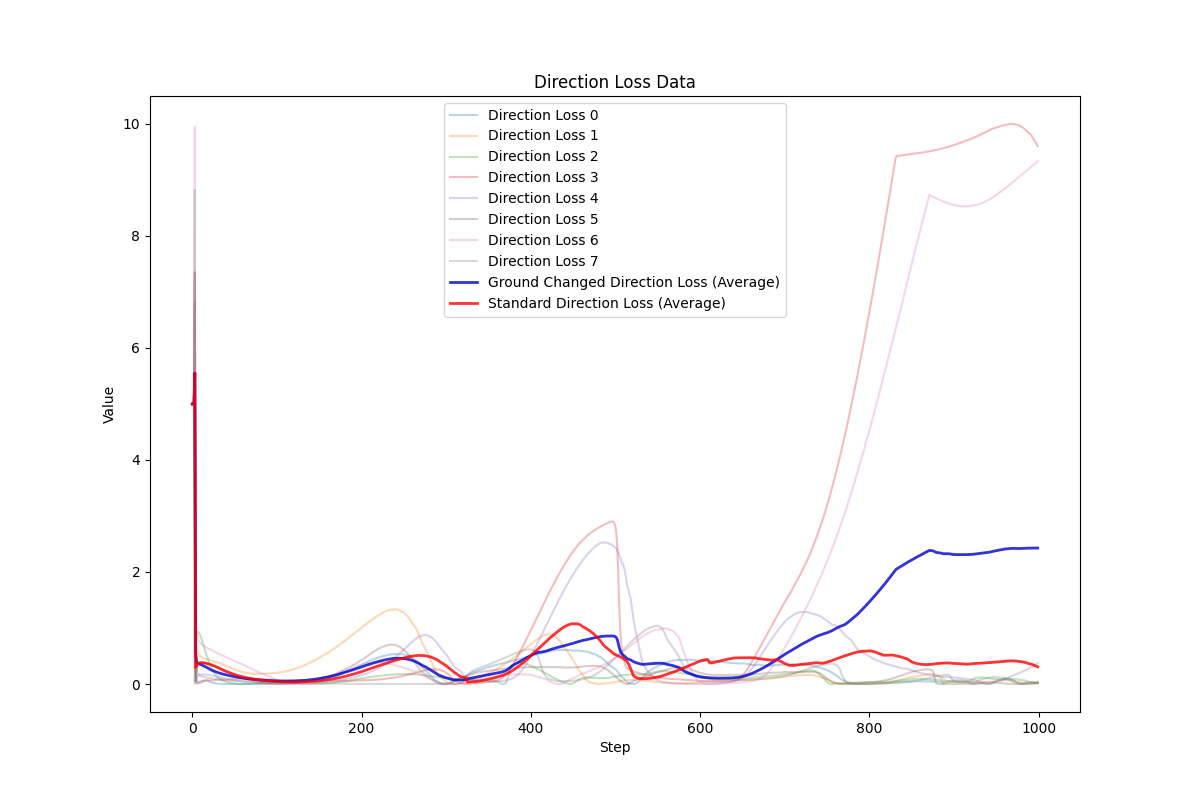 Direction Loss Data
10
8
6
4
2
0
Value
Direction Loss 0
Direction Loss 1
Direction Loss 2
Direction Loss 3
Direction Loss 4
Direction Loss 5
Direction Loss 6
Direction Loss 7
Ground Changed Direction Loss (Average)
Standard Direction Loss (Average)
0 200 400 600 800 1000
Step